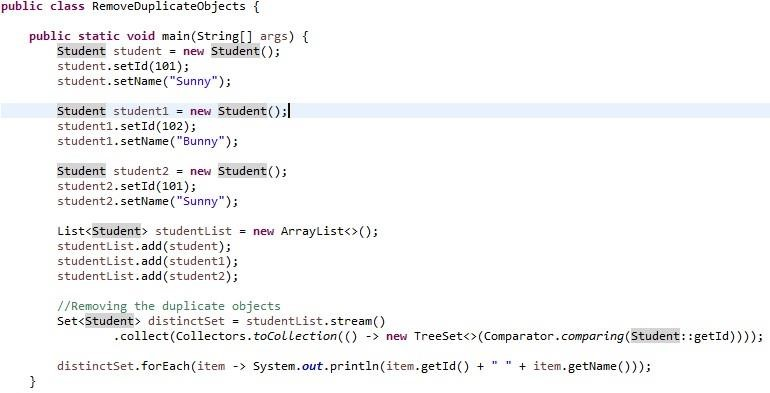 public class RemoveDuplicateObjects {
public static void main(String[] args) {
Student student = new Student();
student.setId(101);
student.setName("Sunny");
Student student1 = new Student();
student1.setId(102);
student1.setName("Bunny");
Student student2 = new Student();
student2.setId(101);
student2.setName("Sunny");
List<Student> studentList = new ArrayList<>();
studentList.add(student);
studentList.add(student1);
studentList.add(student2);
//Removing the duplicate objects
Set<Student> distinctSet = studentList.stream()
.collect(Collectors.toCollection(() -> new TreeSet<>(Comparator.comparing(Student::getId))));
distinctSet.forEach(item -> System.out.println(item.getId() + " " + item.getName()));
}